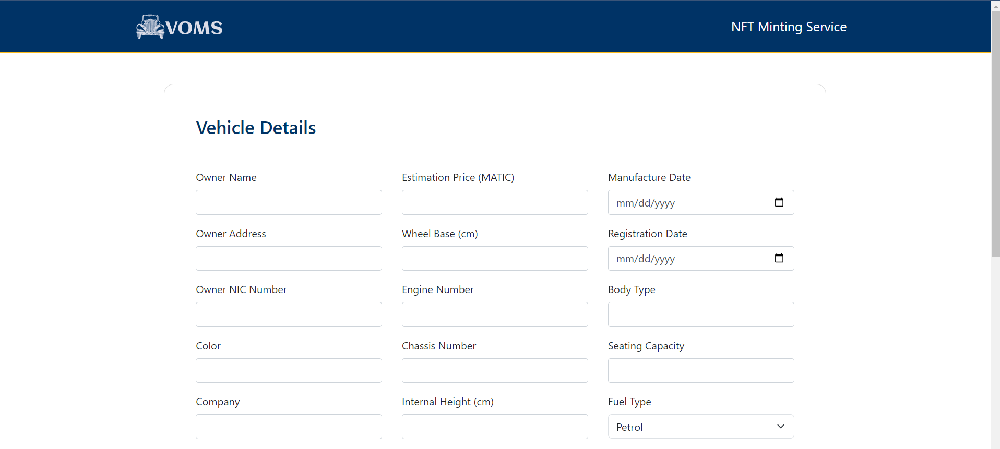 VOMS
NFT Minting Service
Vehicle Details
Owner Name
Estimation Price (MATIC)
Manufacture Date
mm/dd/yyyy
Owner Address
Wheel Base (cm)
Registration Date
mm/dd/yyyy
Owner NIC Number
Engine Number
Body Type
Color
Chassis Number
Seating Capacity
Company
Internal Height (cm)
Fuel Type
Petrol